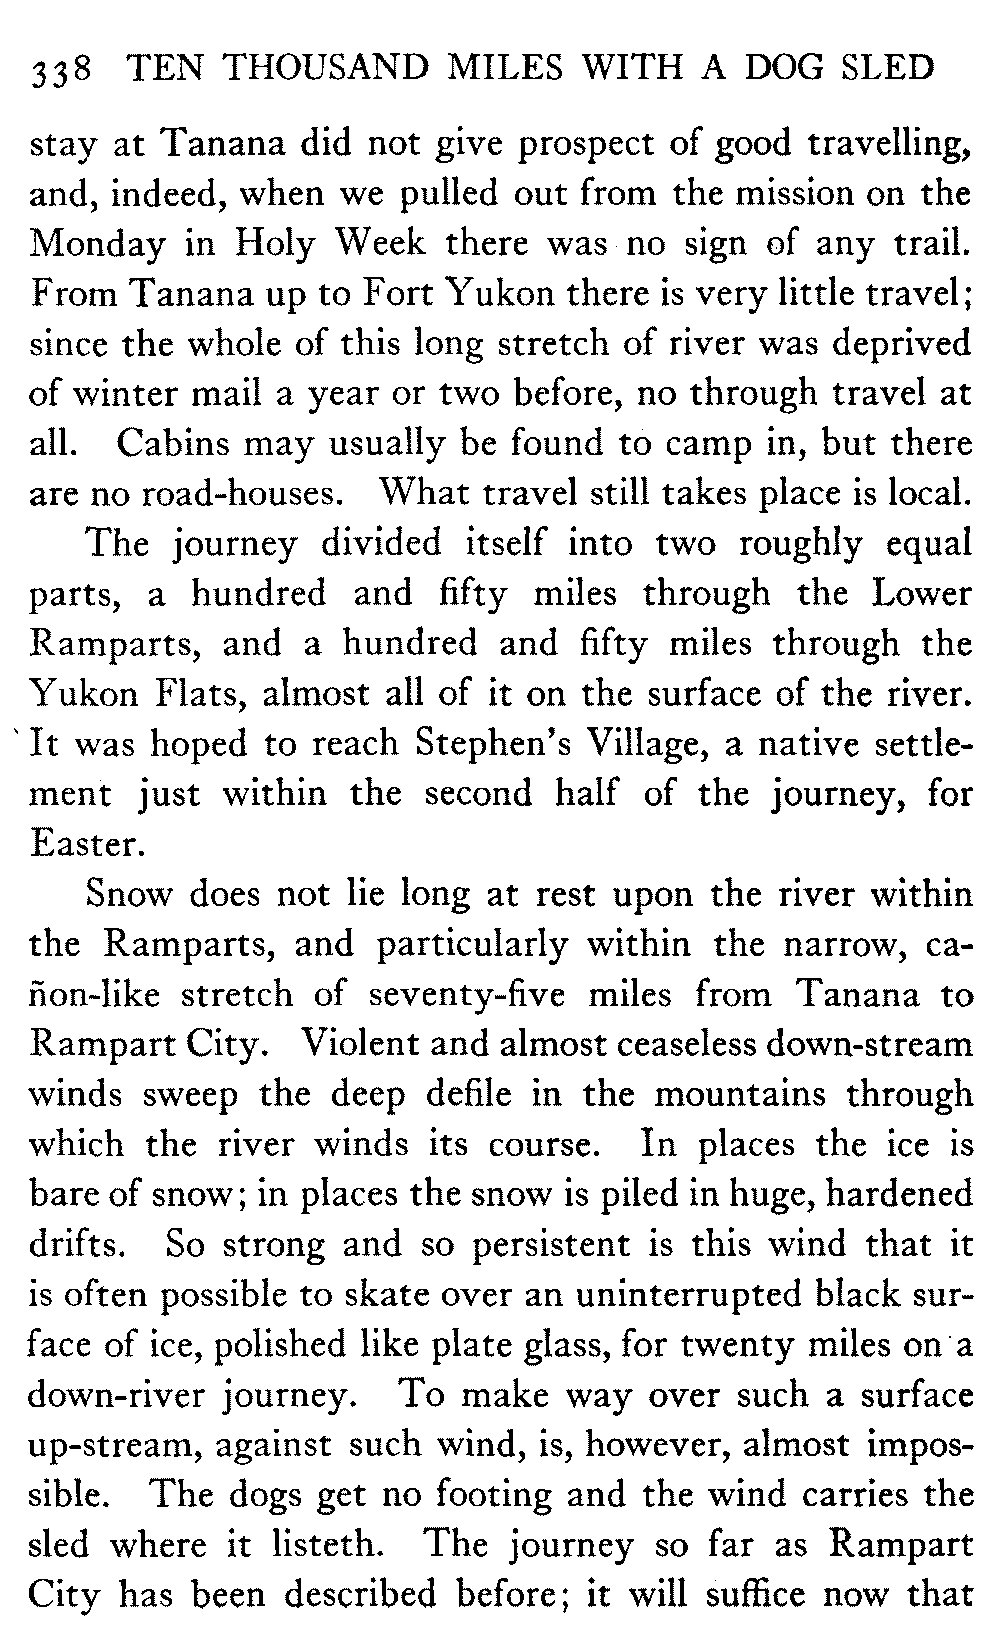 338 TEN THOUSAND MILES WITH A DOG SLED
stay at Tanana did not give prospect of good travelling,
and, indeed, when we pulled out from the mission on the
Monday in Holy Week there was no sign of any trail.
From Tanana up to Fort Yukon there is very little travel;
since the whole of this long stretch of river was deprived
of winter mail a year or two before, no through travel at
all. Cabins may usually be found to camp in, but there
are no road-houses. What travel still takes place is local.
The journey divided itself into two roughly equal
parts, a hundred and fifty miles through the Lower
Ramparts, and a hundred and fifty miles through the
Yukon Flats, almost all of it on the surface of the river.
It was hoped to reach Stephen's Village, a native settle-
ment just within the second half of the journey, for
Easter.
Snow does not lie long at rest upon the river within
the Ramparts, and particularly within the narrow, ca-
ñon-like stretch of seventy-five miles from Tanana to
Rampart City. Violent and almost ceaseless down-stream
winds sweep the deep defile in the mountains through
which the river winds its course. In places the ice is
bare of snow; in places the snow is piled in huge, hardened
drifts. So strong and so persistent is this wind that it
is often possible to skate over an uninterrupted black sur-
face of ice, polished like plate glass, for twenty miles on a
down-river journey. To make way over such a surface
up-stream, against such wind, is, however, almost impos-
sible. The dogs get no footing and the wind carries the
sled where it listeth. The journey so far as Rampart
City has been described before; it will suffice now that